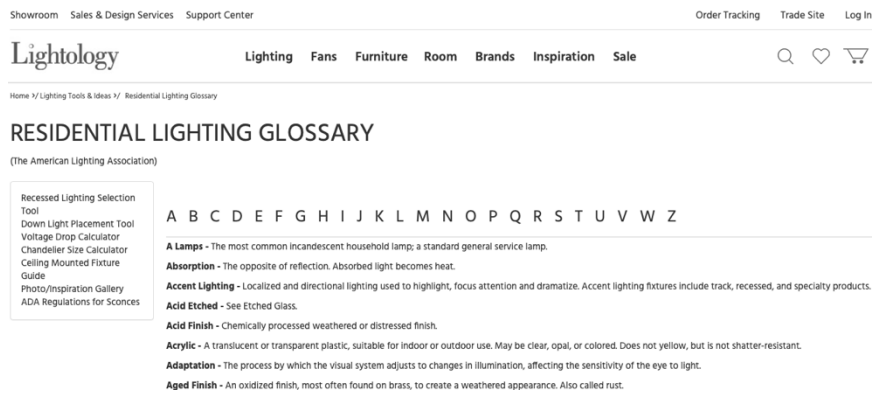 Showroom Sales & Design Services Support Center Order Tracking Trade Site Log In
Lightology Lighting Fans Furniture Room Brands Inspiration Sale
Home >/ Lighting Tools & Ideas >/ Residential Lighting Glossary
RESIDENTIAL LIGHTING GLOSSARY
(The American Lighting Association)
Recessed Lighting Selection
Tool
Down Light Placement Tool
Voltage Drop Calculator
Chandelier Size Calculator
Ceiling Mounted Fixture
Guide
Photo/Inspiration Gallery
ADA Regulations for Sconces
A B C D E F G H I J K L M N O P Q R S T U V W Z
A Lamps - The most common incandescent household lamp; a standard general service lamp.
Absorption - The opposite of reflection. Absorbed light becomes heat.
Accent Lighting - Localized and directional lighting used to highlight, focus attention and dramatize. Accent lighting fixtures include track, recessed, and specialty products.
Acid Etched - See Etched Glass.
Acid Finish - Chemically processed weathered or distressed finish.
Acrylic - A translucent or transparent plastic, suitable for indoor or outdoor use. May be clear, opal, or colored. Does not yellow, but is not shatter-resistant.
Adaptation - The process by which the visual system adjusts to changes in illumination, affecting the sensitivity of the eye to light.
Aged Finish - An oxidized finish, most often found on brass, to create a weathered appearance. Also called rust.